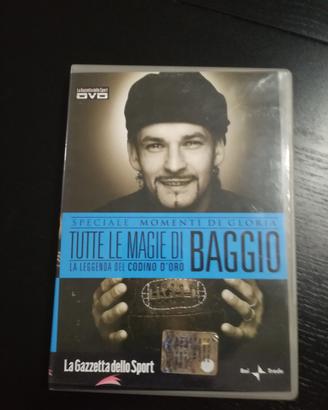 La Gazzetta dello Sport
DVD
SPECIALE MOMENTI DI GLORIA
TUTTE LE MAGIE DI BAGGIO
LA LEGGENDA DEL CODINO D'ORO
La Gazzetta dello Sport
Rai Trade